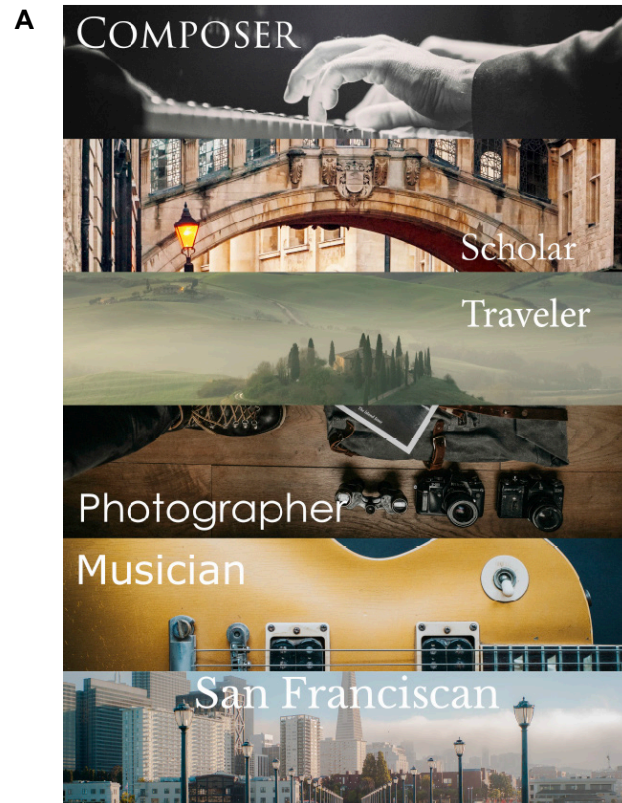 A
COMPOSER
Scholar
Traveler
Photographer
Musician
San Franciscan